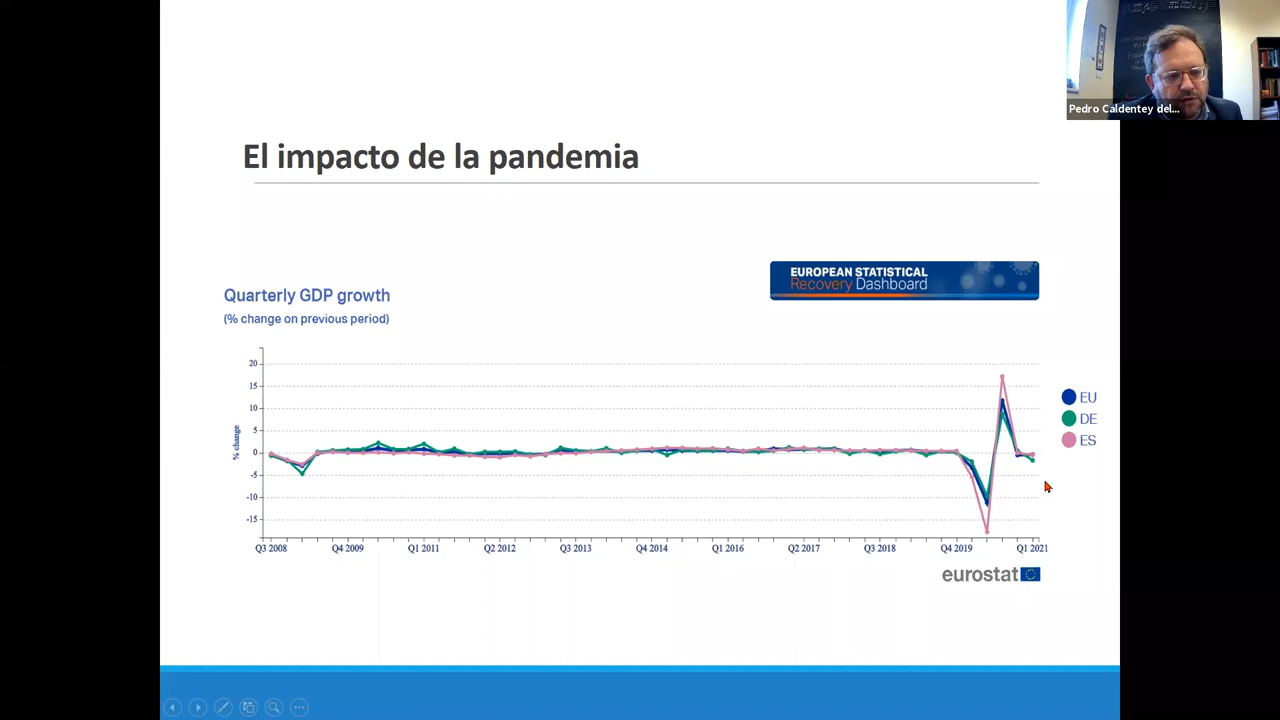 Pedro Caldentey del...
El impacto de la pandemia
EUROPEAN STATISTICAL
Recovery Dashboard
Quarterly GDP growth
(% change on previous period)
% change
20
15
10
5
0
-5
-10
-15
Q3 2008
Q4 2009
Q1 2011
Q2 2012
Q3 2013
Q4 2014
Q1 2016
Q2 2017
Q3 2018
Q4 2019
Q1 2021
EU
DE
ES
eurostat